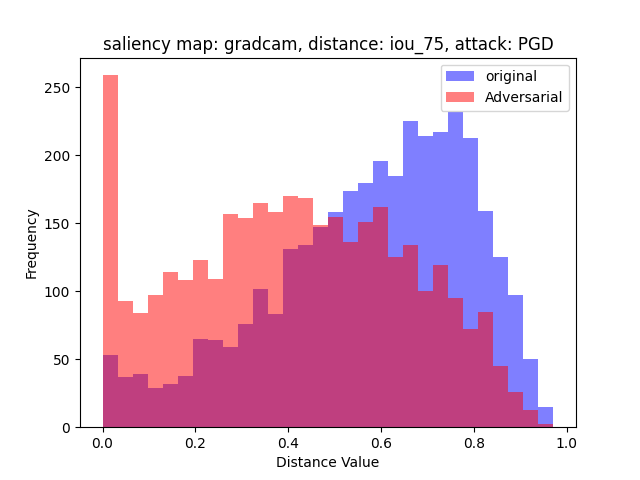 saliency map: gradcam, distance: iou_75, attack: PGD
original
Adversarial
Frequency
250
200
150
100
50
0
0.0 0.2 0.4 0.6 0.8 1.0
Distance Value